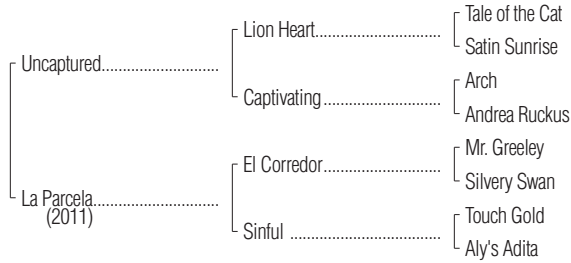 Tale of the Cat
Lion Heart
Satin Sunrise
Uncaptured
Arch
Captivating
Andrea Ruckus
Mr. Greeley
El Corredor
Silvery Swan
La Parcela
(2011)
Touch Gold
Sinful
Aly's Adita